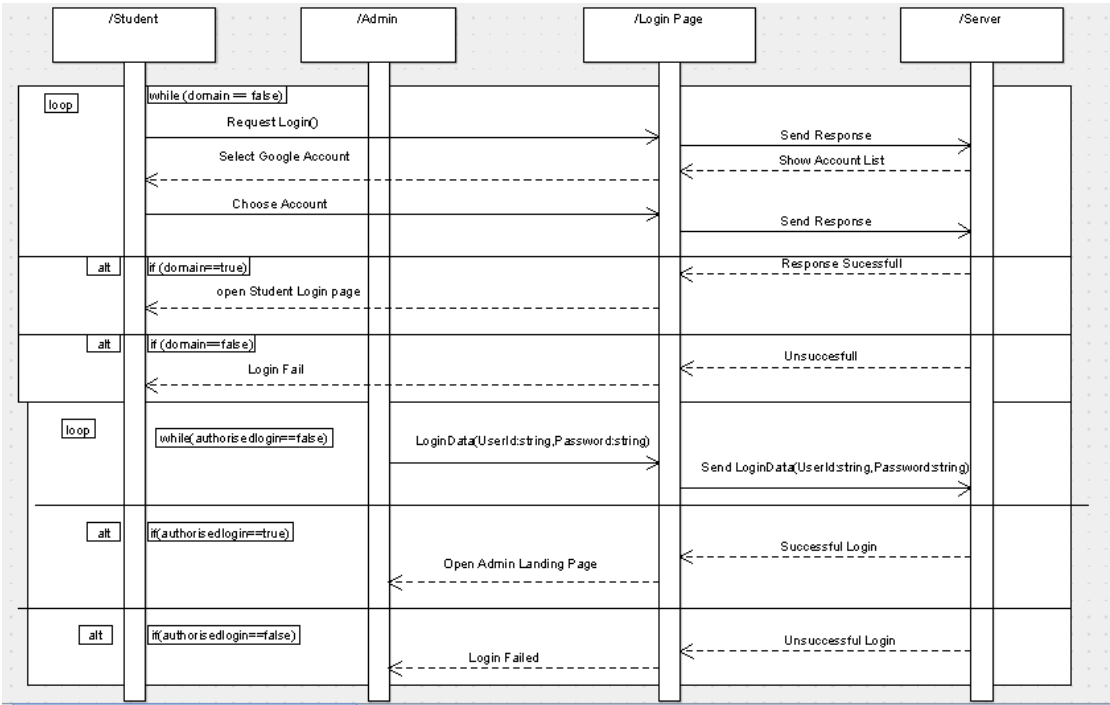 /Student
/Admin
/Login Page
/Server
loop
while (domain == false)
Request Login()
Send Response
Select Google Account
Show Account List
Choose Account
Send Response
alt
if (domain==true)
Response Sucessfull
open Student Login page
alt
if (domain==false)
Unsuccesfull
Login Fail
loop
while(authorisedlogin==false)
LoginData(UserId:string,Password:string)
Send LoginData(UserId:string,Password:string)
alt
if(authorisedlogin==true)
Successful Login
Open Admin Landing Page
alt
if(authorisedlogin==false)
Unsuccessful Login
Login Failed